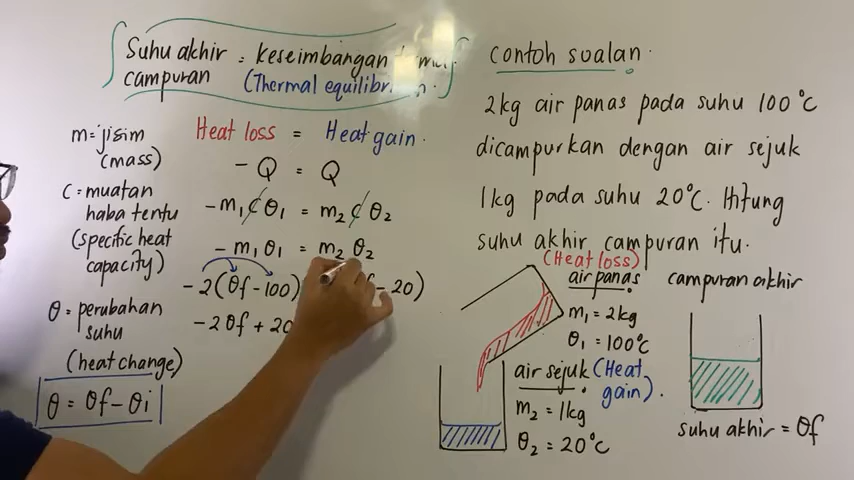 Suhu akhir = Keseimbangan
campuran (Thermal equilibri
m = jisim
(mass)
C = muatan
haba tentu
(specific heat
capacity)
θ = perubahan
suhu
(heat change)
θ = θf - θi
Heat loss = Heat gain.
- Q = Q
- m₁ c θ₁ = m₂ c θ₂
- m₁ θ₁ = m₂ θ₂
- 2 (θf - 100) - 20)
- 2 θf + 20
contoh soalan.
2kg air panas pada suhu 100°C
dicampurkan dengan air sejuk
1kg pada suhu 20°C. Hitung
suhu akhir campuran itu.
(Heat loss)
air panas
m₁ = 2kg
θ₁ = 100°C
air sejuk (Heat
gain).
m₂ = 1kg
θ₂ = 20°C
campuran akhir
suhu akhir = θf